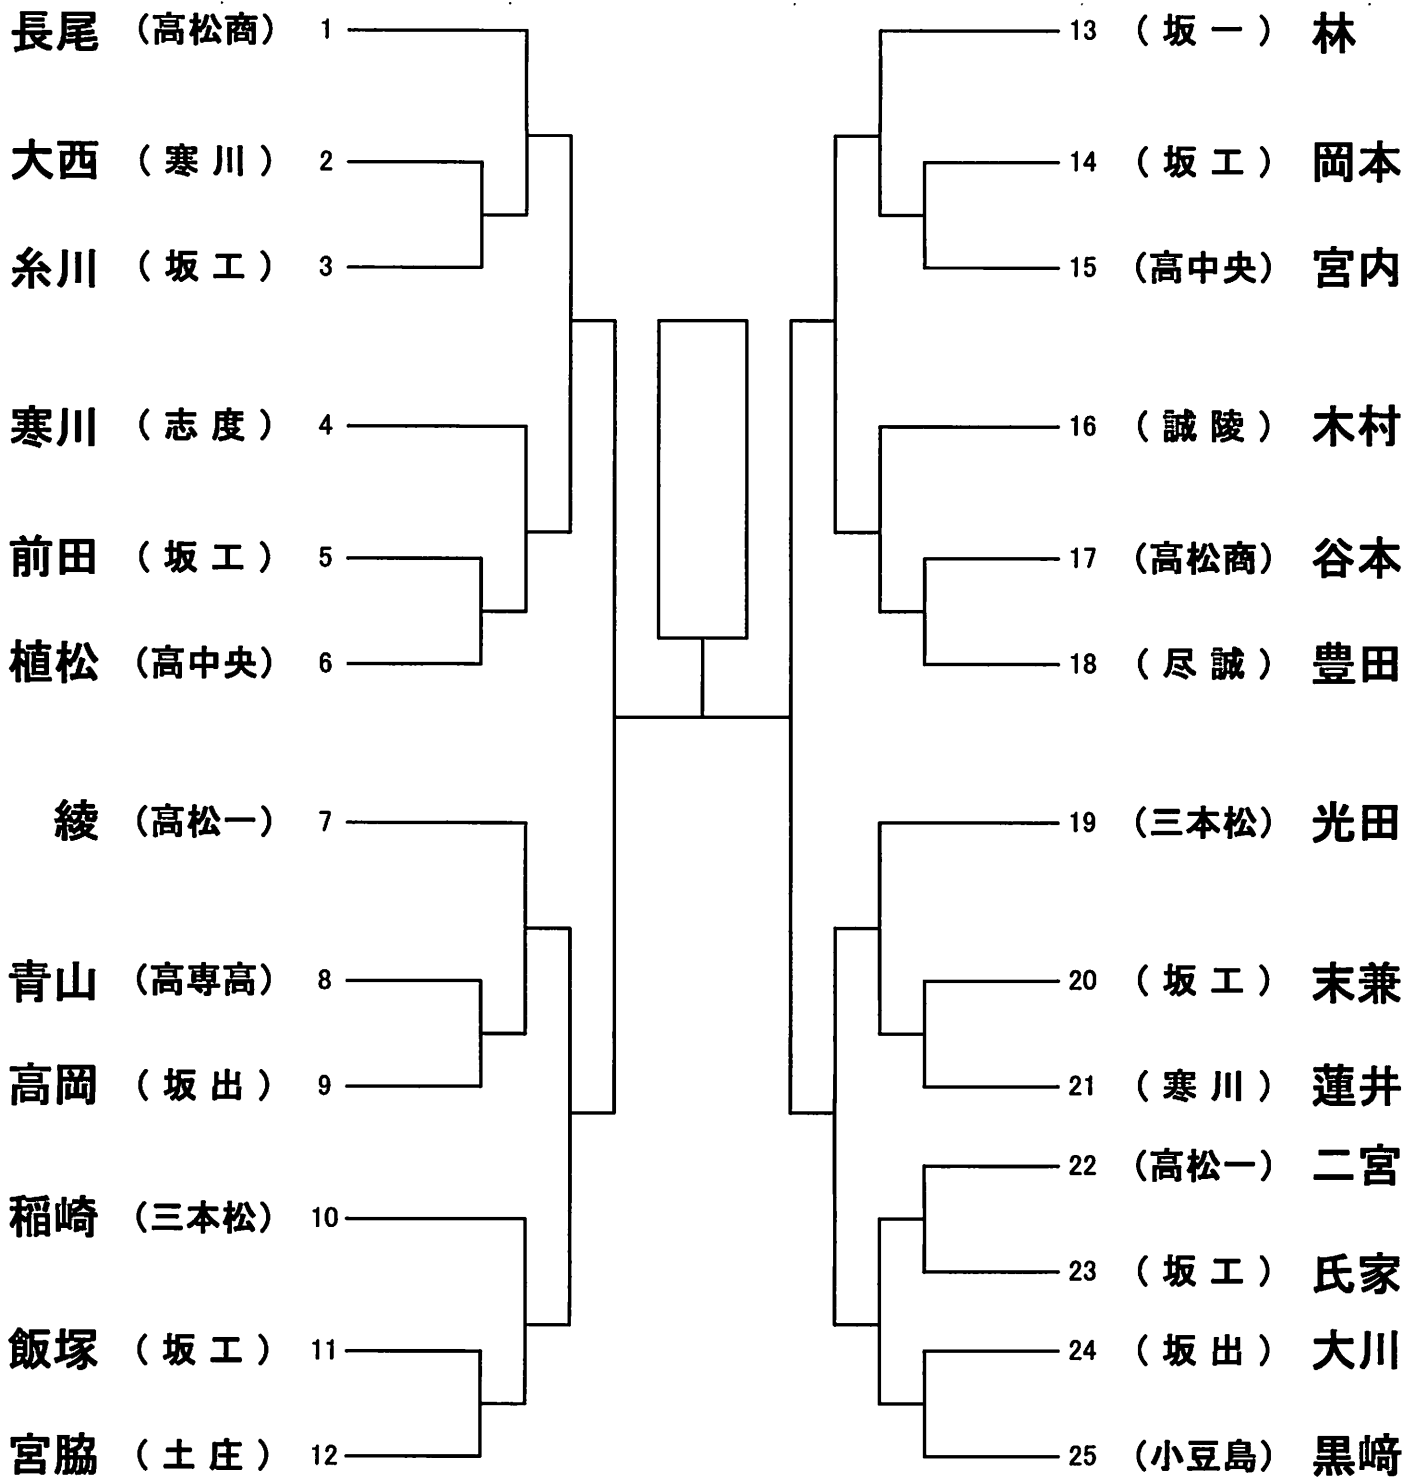 長尾 (高松商) 1
大西 (寒川) 2
糸川 (坂工) 3
寒川 (志度) 4
前田 (坂工) 5
植松 (高中央) 6
綾 (高松一) 7
青山 (高専高) 8
高岡 (坂出) 9
稲崎 (三本松) 10
飯塚 (坂工) 11
宮脇 (土庄) 12
13 (坂一) 林
14 (坂工) 岡本
15 (高中央) 宮内
16 (誠陵) 木村
17 (高松商) 谷本
18 (尽誠) 豊田
19 (三本松) 光田
20 (坂工) 末兼
21 (寒川) 蓮井
22 (高松一) 二宮
23 (坂工) 氏家
24 (坂出) 大川
25 (小豆島) 黒﨑